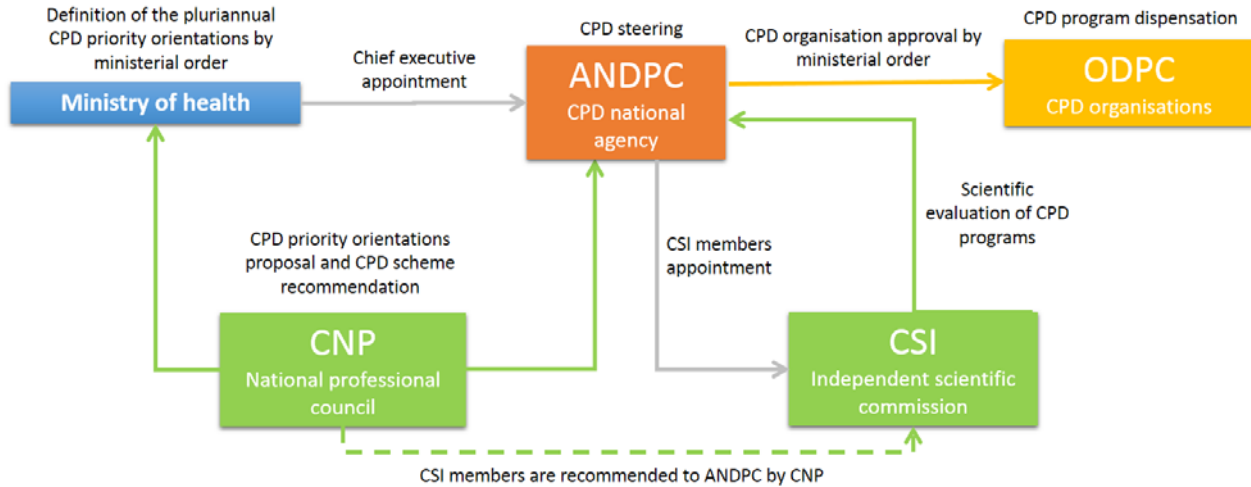 Definition of the pluriannual
CPD priority orientations by
ministerial order
Ministry of health
Chief executive
appointment
CPD steering
ANDPC
CPD national
agency
CPD organisation approval by
ministerial order
CPD program dispensation
ODPC
CPD organisations
CPD priority orientations
proposal and CPD scheme
recommendation
CSI members
appointment
Scientific
evaluation of CPD
programs
CNP
National professional
council
CSI
Independent scientific
commission
CSI members are recommended to ANDPC by CNP